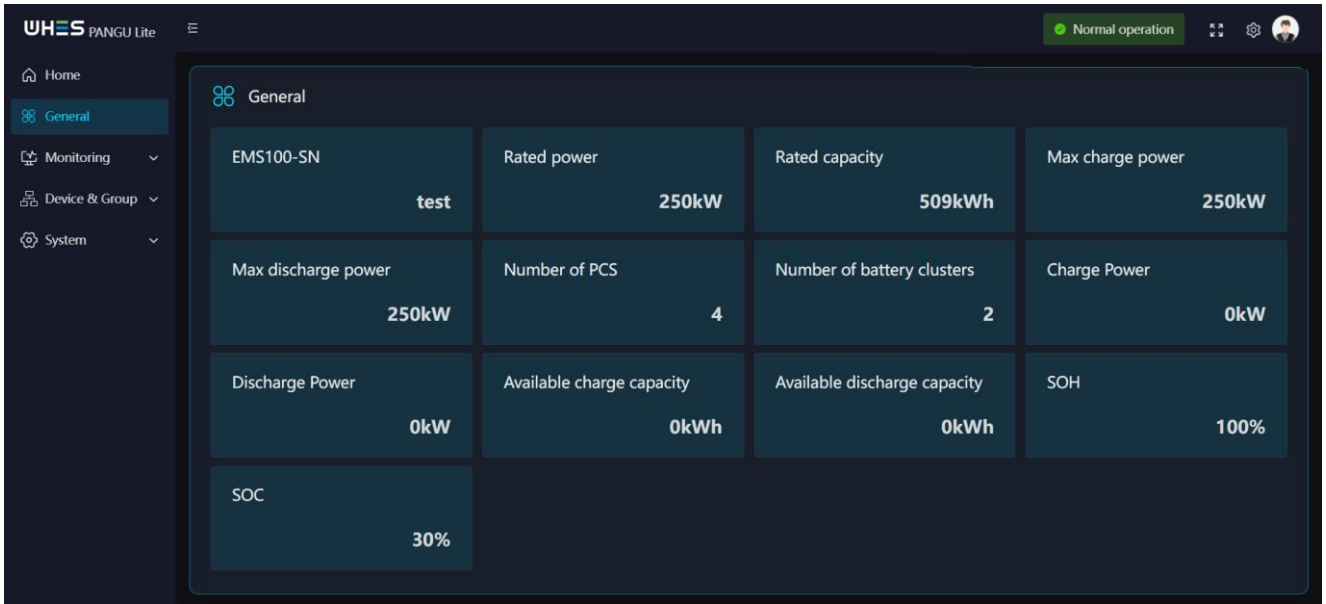 WHES PANGU Lite
Normal operation
Home
General
Monitoring
Device & Group
System
General
EMS100-SN
test
Rated power
250kW
Rated capacity
509kWh
Max charge power
250kW
Max discharge power
250kW
Number of PCS
4
Number of battery clusters
2
Charge Power
0kW
Discharge Power
0kW
Available charge capacity
0kWh
Available discharge capacity
0kWh
SOH
100%
SOC
30%